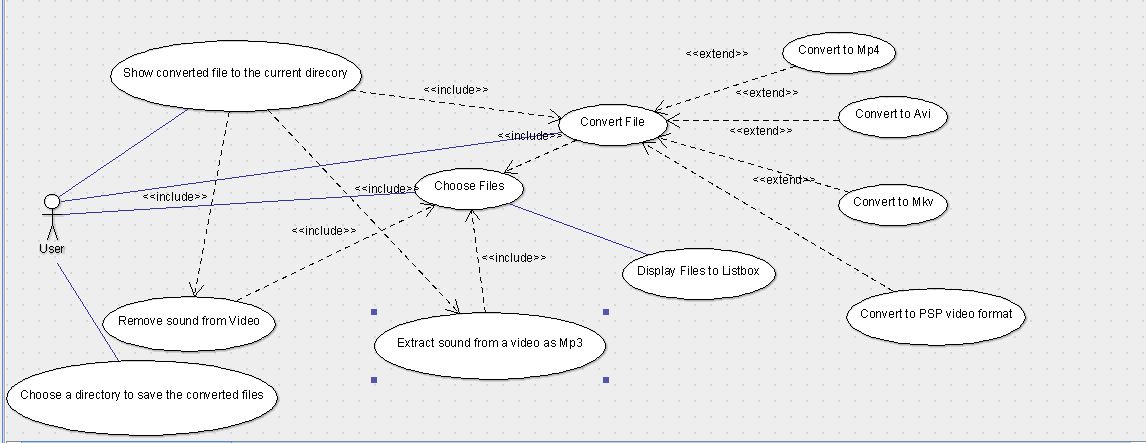 <<extend>>
Convert to Mp4
Show converted file to the current direcory
<<include>>
<<extend>>
Convert to Avi
Convert File
<<extend>>
<<include>>
<<extend>>
Choose Files
<<include>>
<<include>>
Convert to Mkv
<<include>>
User
<<include>>
Display Files to Listbox
Convert to PSP video format
Remove sound from Video
Extract sound from a video as Mp3
Choose a directory to save the converted files